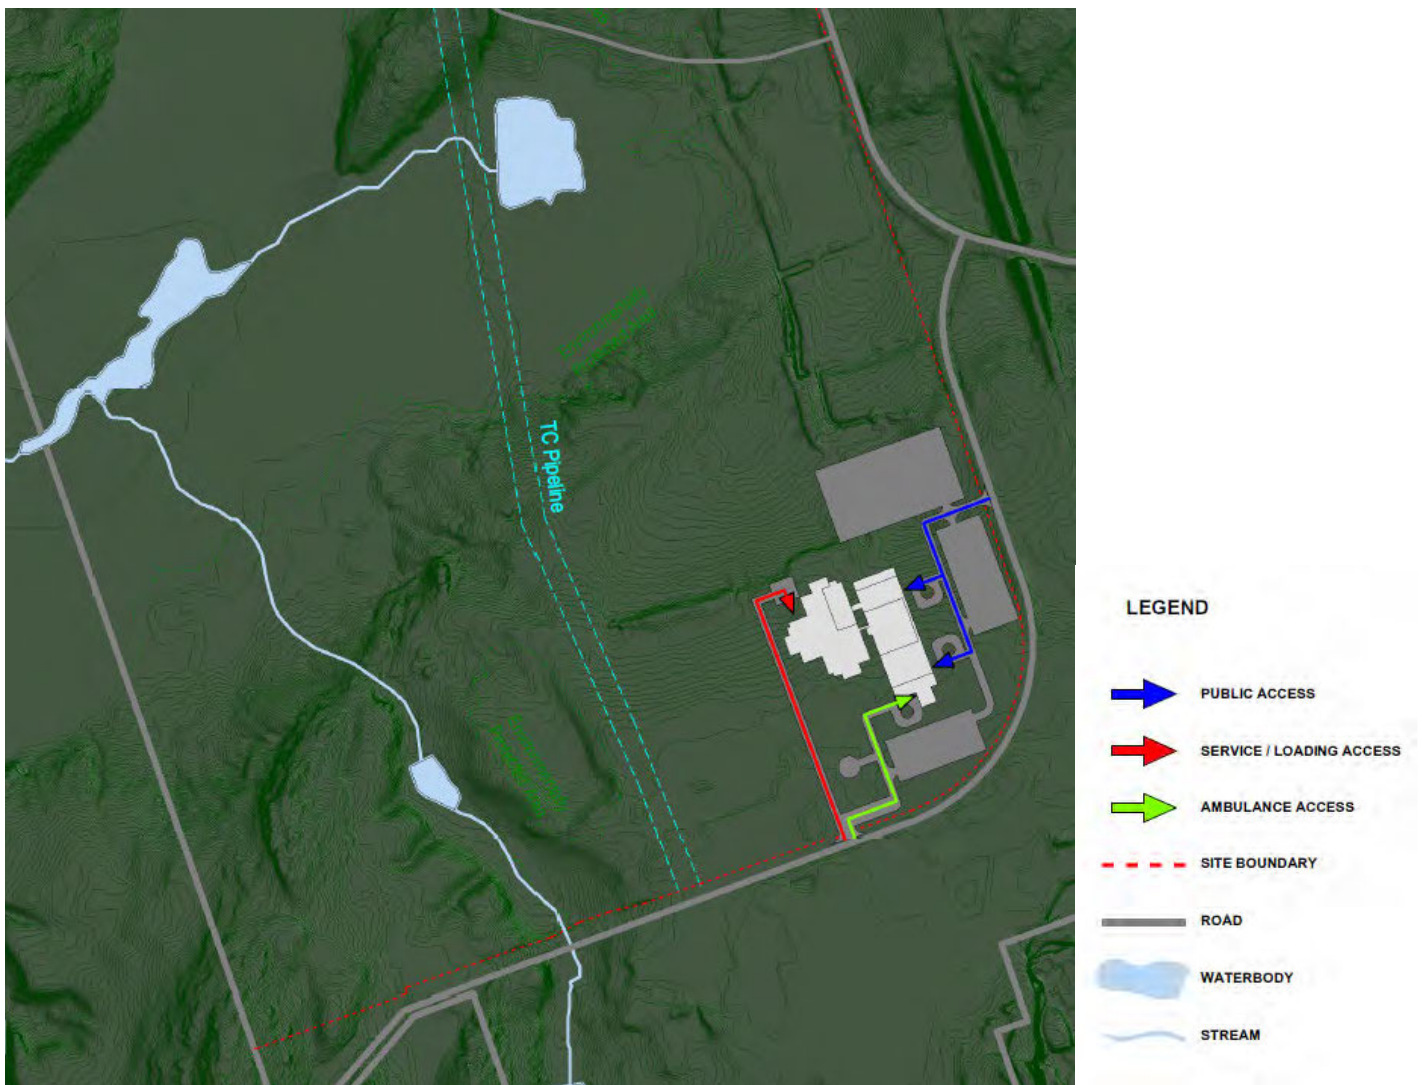 TC Pipeline
LEGEND
PUBLIC ACCESS
SERVICE / LOADING ACCESS
AMBULANCE ACCESS
SITE BOUNDARY
ROAD
WATERBODY
STREAM